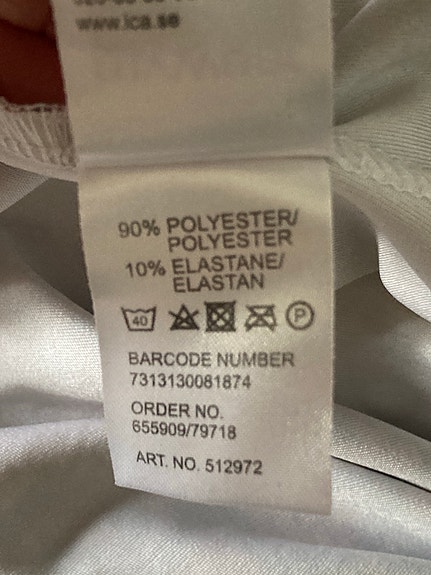 www.ica.se
90% POLYESTER/
POLYESTER
10% ELASTANE/
ELASTAN
40 P
BARCODE NUMBER
7313130081874
ORDER NO.
655909/79718
ART. NO. 512972